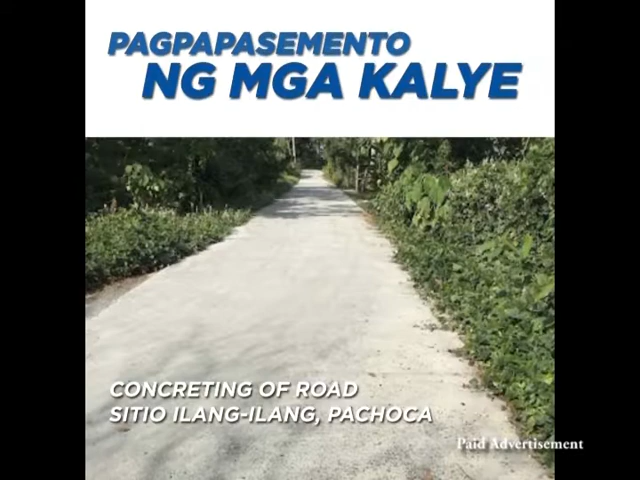 PAGPAPASEMENTO
NG MGA KALYE
CONCRETING OF ROAD
SITIO ILANG-ILANG, PACHOCA
Paid Advertisement